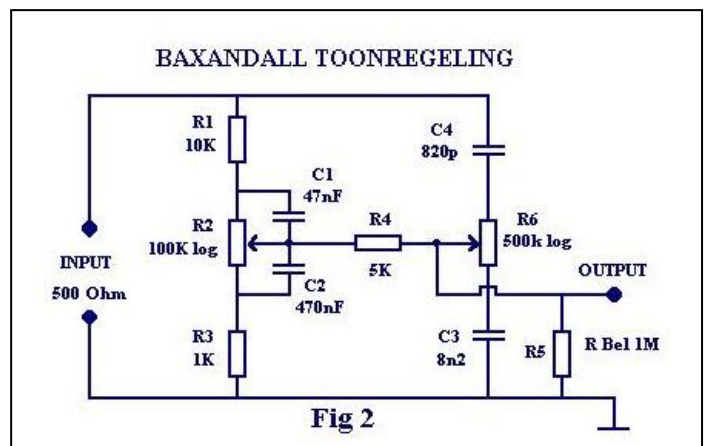 BAXANDALL TOONREGELING
R1
10K
C4
820p
C1
47nF
R2
100K log
R4
5K
R6
500k log
INPUT
500 Ohm
C2
470nF
OUTPUT
R3
1K
C3
8n2
R5
R Bel 1M
Fig 2